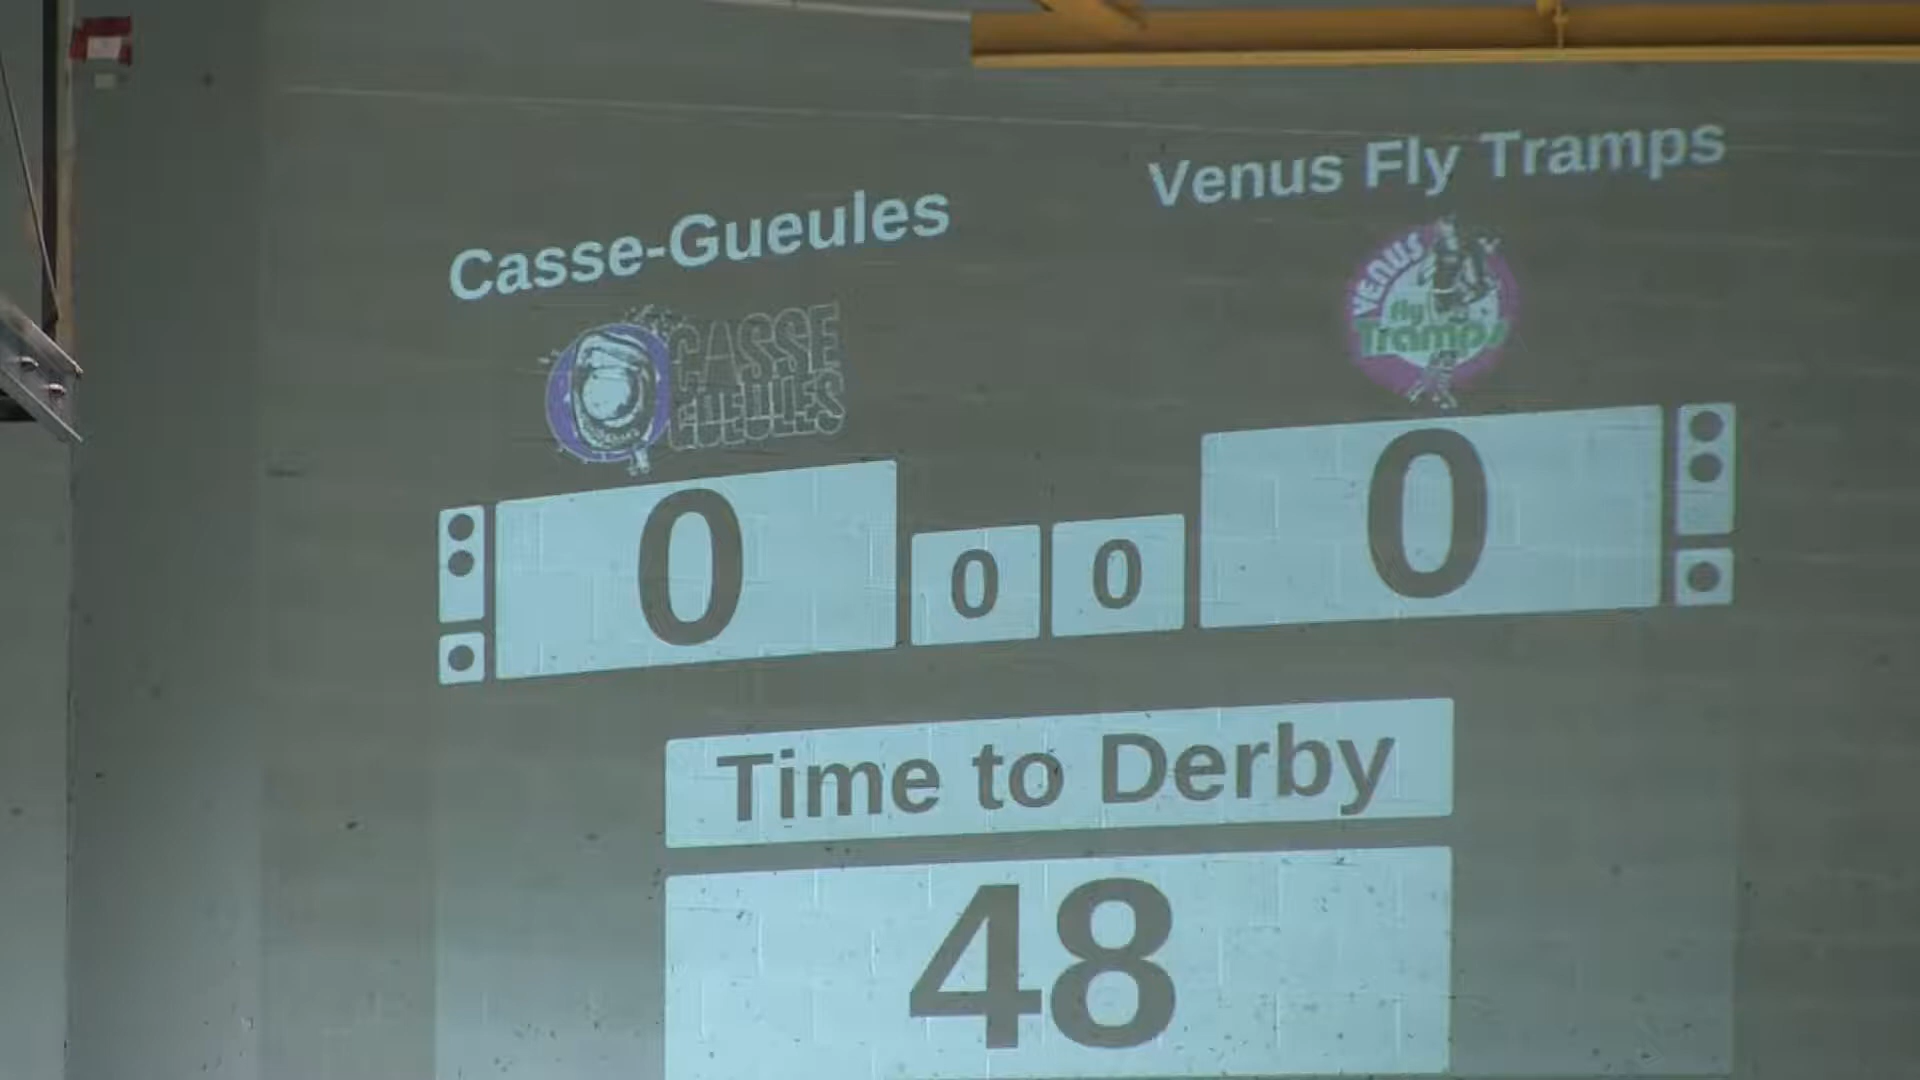 Casse-Gueules
Venus Fly Tramps
CASSE
GUEULES
VENUS
fly
Tramps
0
0
0
0
Time to Derby
48